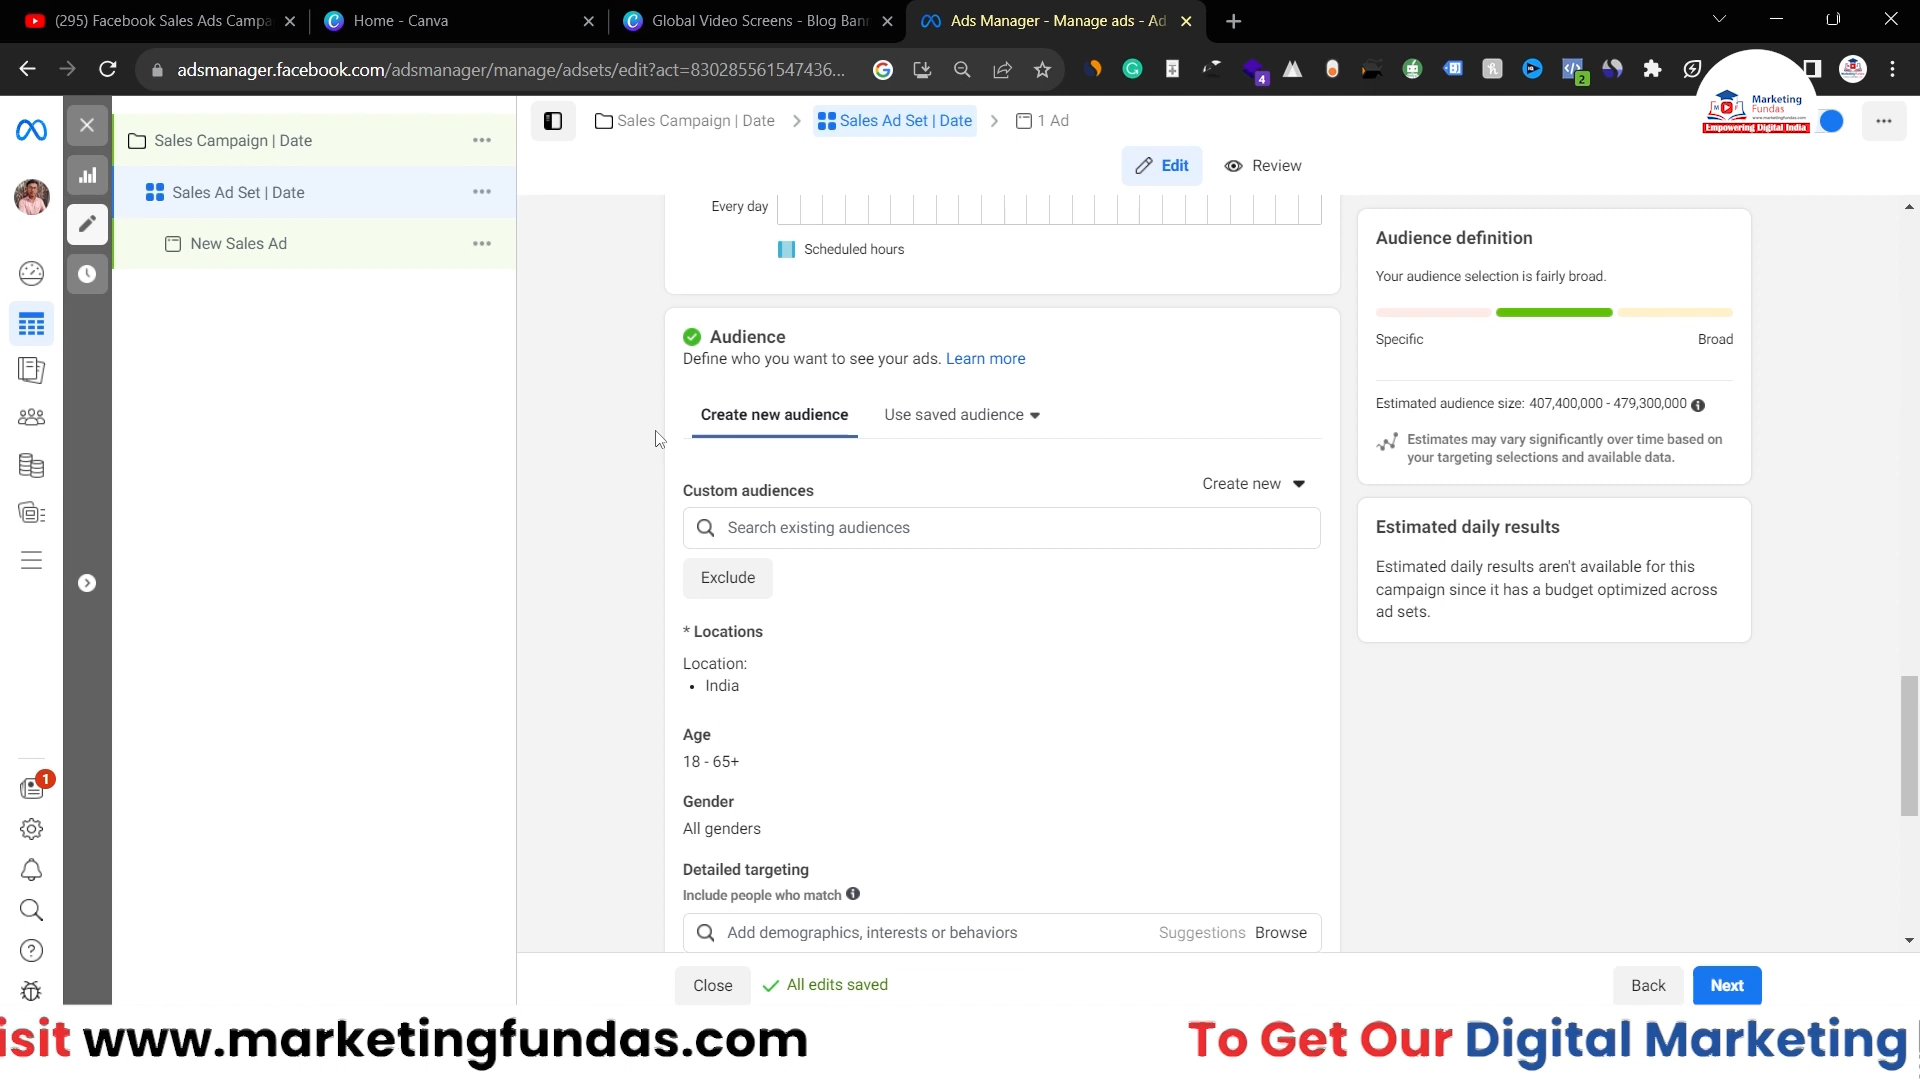 (295) Facebook Sales Ads Campa
Home - Canva
Global Video Screens - Blog Bann
Ads Manager - Manage ads - Ad
adsmanager.facebook.com/adsmanager/manage/adsets/edit?act=830285561547436...
4
2
Marketing
Fundas
www.marketingfundas.com
Empowering Digital India
Sales Campaign | Date
Sales Ad Set | Date
New Sales Ad
Sales Campaign | Date
Sales Ad Set | Date
1 Ad
Edit
Review
Every day
Scheduled hours
Audience
Define who you want to see your ads. Learn more
Create new audience
Use saved audience
Custom audiences
Create new
Search existing audiences
Exclude
* Locations
Location:
• India
Age
18 - 65+
Gender
All genders
Detailed targeting
Include people who match
Add demographics, interests or behaviors
Suggestions
Browse
Audience definition
Your audience selection is fairly broad.
Specific
Broad
Estimated audience size: 407,400,000 - 479,300,000
Estimates may vary significantly over time based on
your targeting selections and available data.
Estimated daily results
Estimated daily results aren't available for this
campaign since it has a budget optimized across
ad sets.
1
Close
All edits saved
Back
Next
isit www.marketingfundas.com
To Get Our Digital Marketing